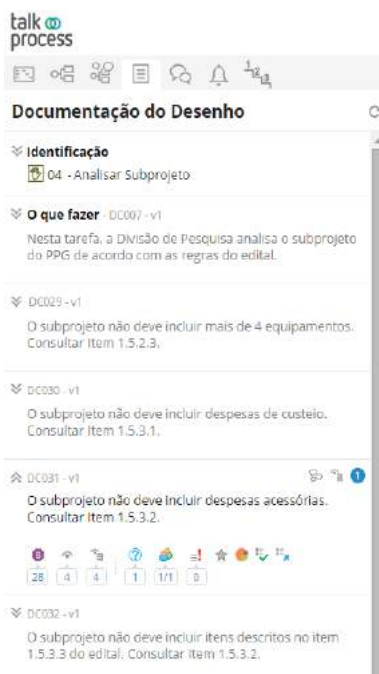 talk
process
Documentação do Desenho
Identificação
04 - Analisar Subprojeto
O que fazer - DC007 - v1
Nesta tarefa, a Divisão de Pesquisa analisa o subprojeto
do PPG de acordo com as regras do edital.
DC029 - v1
O subprojeto não deve incluir mais de 4 equipamentos.
Consultar Item 1.5.2.3.
DC030 - v1
O subprojeto não deve incluir despesas de custeio.
Consultar Item 1.5.3.1.
DC031 - v1 1
O subprojeto não deve incluir despesas acessórias.
Consultar Item 1.5.3.2.
28 4 4 1 1/1 0
DC032 - v1
O subprojeto não deve incluir itens descritos no item
1.5.3.3 do edital. Consultar Item 1.5.3.2.